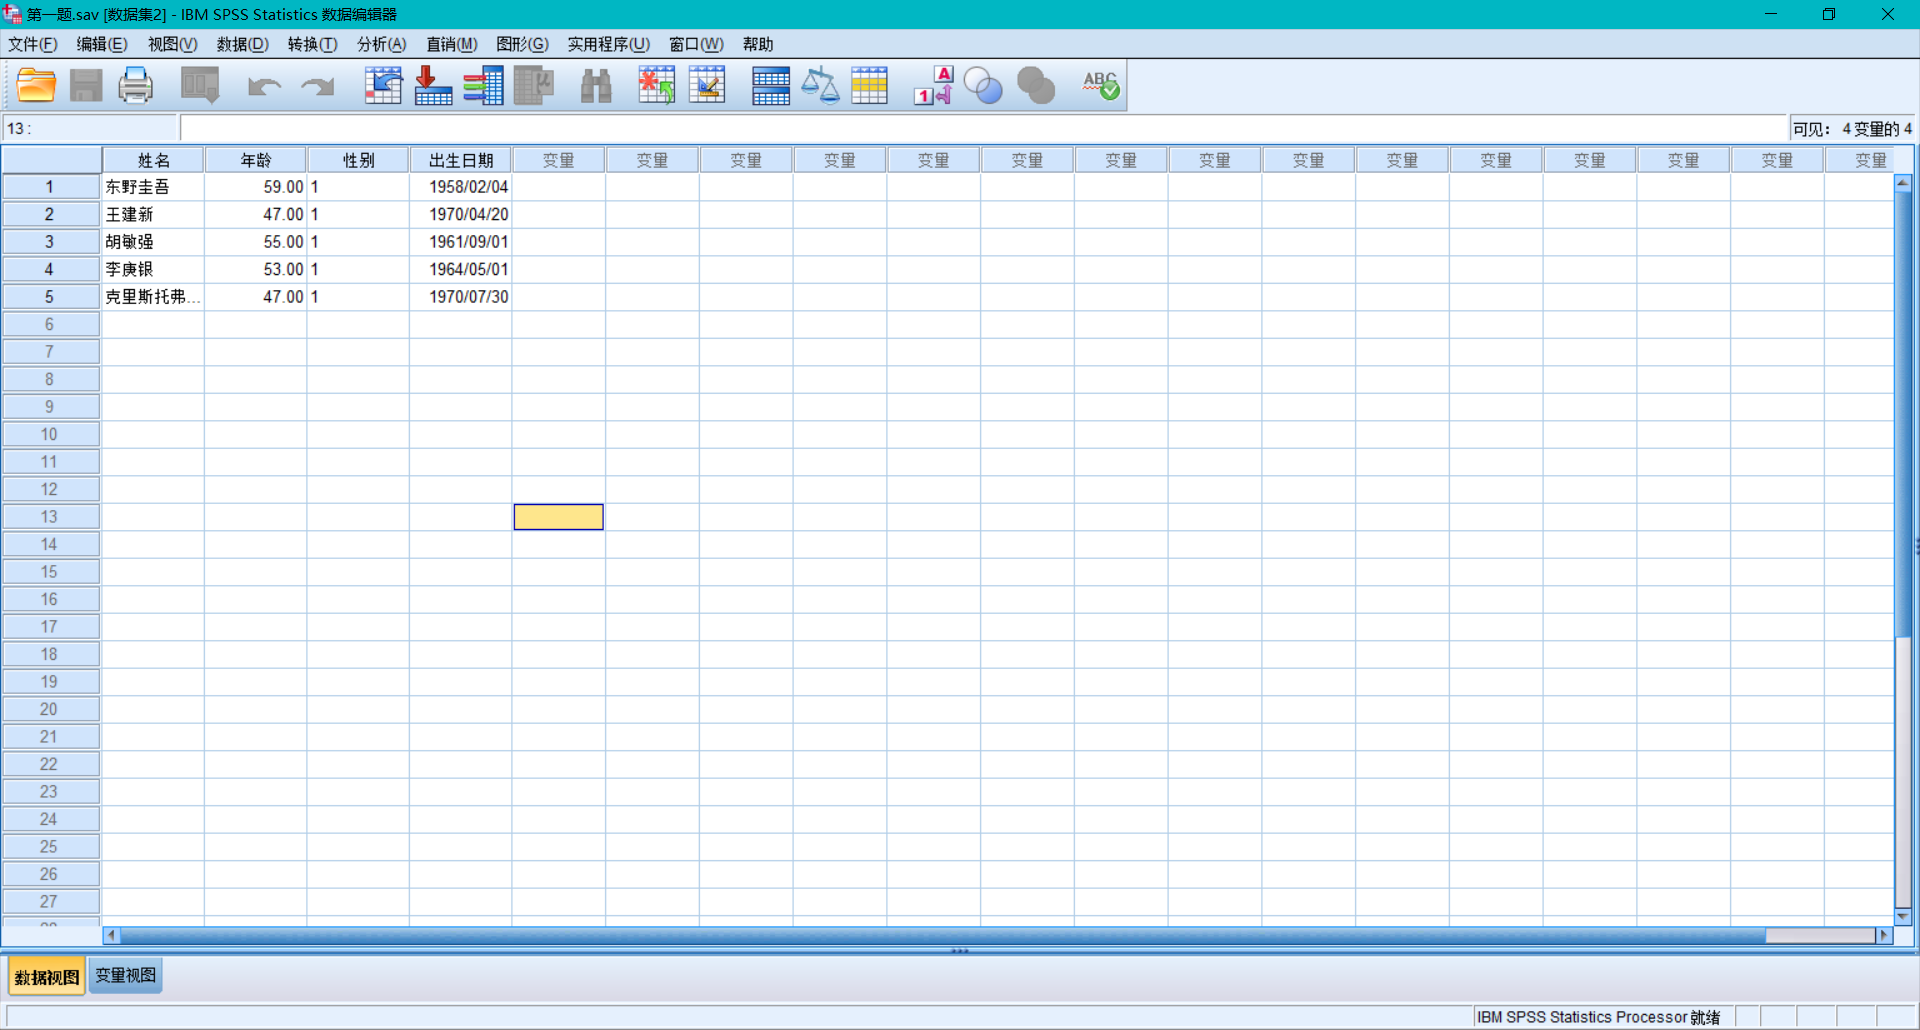 第一题.sav [数据集2] - IBM SPSS Statistics 数据编辑器
文件(F) 编辑(E) 视图(V) 数据(D) 转换(T) 分析(A) 直销(M) 图形(G) 实用程序(U) 窗口(W) 帮助
A 1 μ ABC
13 : 可见： 4 变量的 4
姓名 年龄 性别 出生日期 变量 变量 变量 变量 变量 变量 变量 变量 变量 变量 变量 变量 变量 变量 变量
1 东野圭吾 59.00 1 1958/02/04
2 王建新 47.00 1 1970/04/20
3 胡敏强 55.00 1 1961/09/01
4 李庚银 53.00 1 1964/05/01
5 克里斯托弗... 47.00 1 1970/07/30
6
7
8
9
10
11
12
13
14
15
16
17
18
19
20
21
22
23
24
25
26
27
数据视图 变量视图
IBM SPSS Statistics Processor 就绪